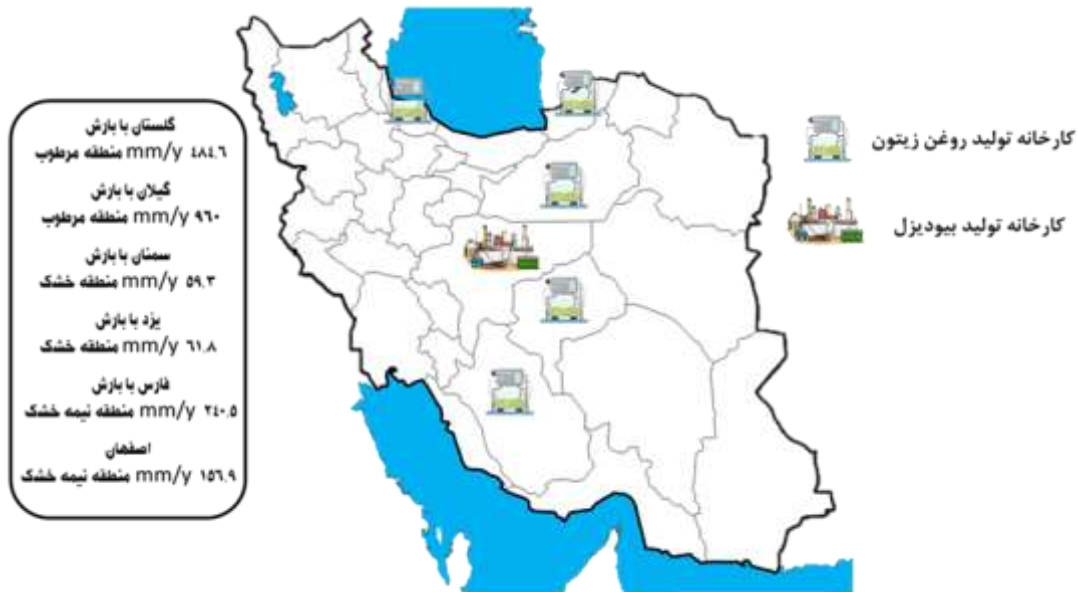 گلستان با بارش
۴۸۴.۶ mm/y منطقه مرطوب
گیلان با بارش
۹۶۰ mm/y منطقه مرطوب
سمنان با بارش
۵۹.۳ mm/y منطقه خشک
یزد با بارش
۶۱.۸ mm/y منطقه خشک
فارس با بارش
۲۴۰.۵ mm/y منطقه نیمه خشک
اصفهان
۱۵۶.۹ mm/y منطقه نیمه خشک
کارخانه تولید روغن زیتون
کارخانه تولید بیودیزل